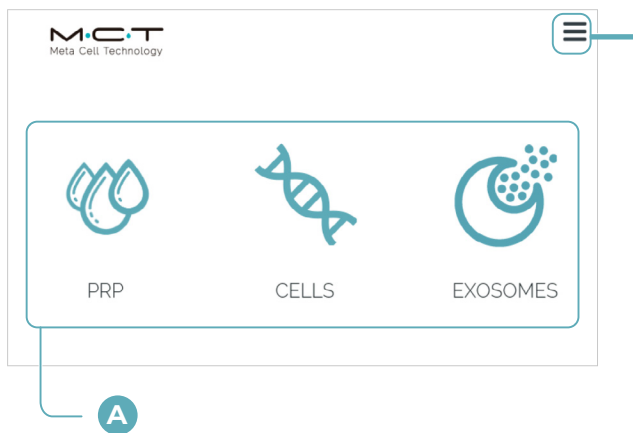 M·C·T
Meta Cell Technology
PRP
CELLS
EXOSOMES
A